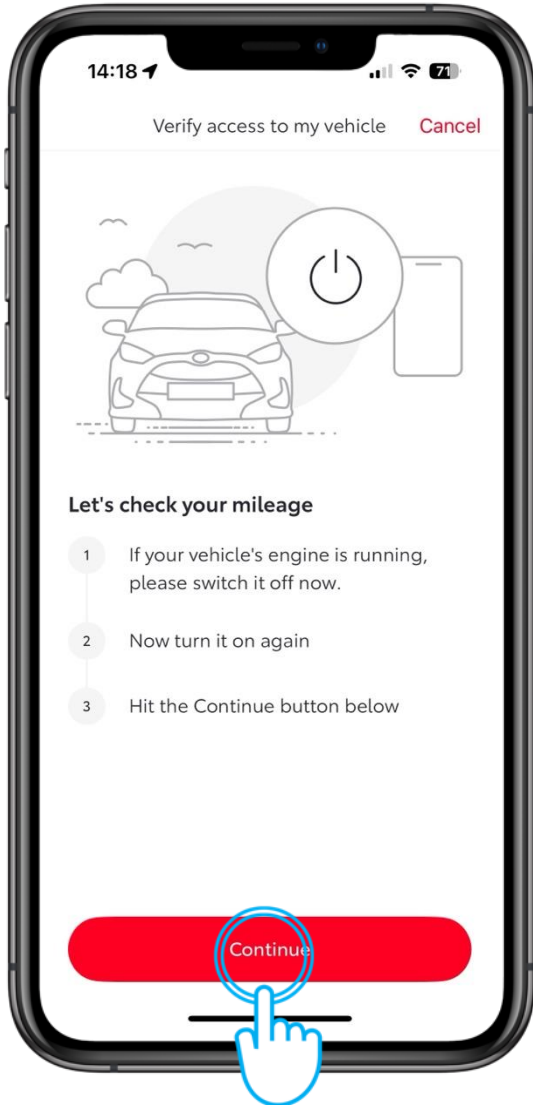 14:18
71
Verify access to my vehicle Cancel
Let's check your mileage
1 If your vehicle's engine is running,
please switch it off now.
2 Now turn it on again
3 Hit the Continue button below
Continue